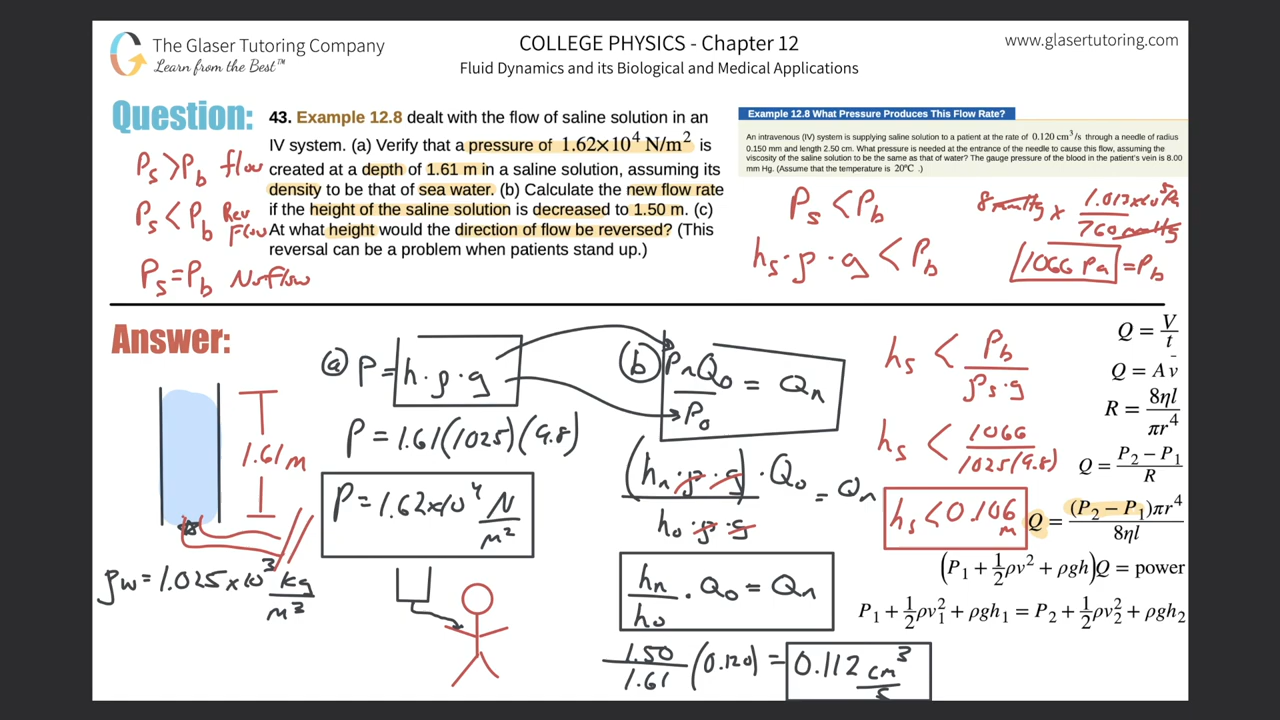 The Glaser Tutoring Company
Learn from the Best™
COLLEGE PHYSICS - Chapter 12
Fluid Dynamics and its Biological and Medical Applications
www.glasertutoring.com
Question:
43. Example 12.8 dealt with the flow of saline solution in an
IV system. (a) Verify that a pressure of 1.62×10⁴ N/m² is
created at a depth of 1.61 m in a saline solution, assuming its
density to be that of sea water. (b) Calculate the new flow rate
if the height of the saline solution is decreased to 1.50 m. (c)
At what height would the direction of flow be reversed? (This
reversal can be a problem when patients stand up.)
Example 12.8 What Pressure Produces This Flow Rate?
An intravenous (IV) system is supplying saline solution to a patient at the rate of 0.120 cm³/s through a needle of radius
0.150 mm and length 2.50 cm. What pressure is needed at the entrance of the needle to cause this flow, assuming the
viscosity of the saline solution to be the same as that of water? The gauge pressure of the blood in the patient's vein is 8.00
mm Hg. (Assume that the temperature is 20°C .)
Ps > Pb flow
Ps < Pb Rev Flow
Ps = Pb No flow
Ps < Pb
hs · ρ · g < Pb
8 mmHg × 1.013×10⁵ Pa / 760 mmHg
1066 Pa = Pb
Answer:
1.61 m
ρw = 1.025×10³ kg/m³
(a) P = h · ρ · g
P = 1.61(1025)(9.8)
P = 1.62×10⁴ N/m²
(b) PnQo / Po = Qn
(hn · ρ · g) · Qo / ho · ρ · g = Qn
hn / ho · Qo = Qn
1.50 / 1.61 (0.120) = 0.112 cm³/s
hs < Pb / ρs · g
hs < 1066 / 1025(9.8)
hs < 0.106 m
Q = V/t
Q = Av̄
R = 8ηl / πr⁴
Q = P₂ − P₁ / R
Q = (P₂ − P₁)πr⁴ / 8ηl
(P₁ + ½ρv² + ρgh)Q = power
P₁ + ½ρv₁² + ρgh₁ = P₂ + ½ρv₂² + ρgh₂